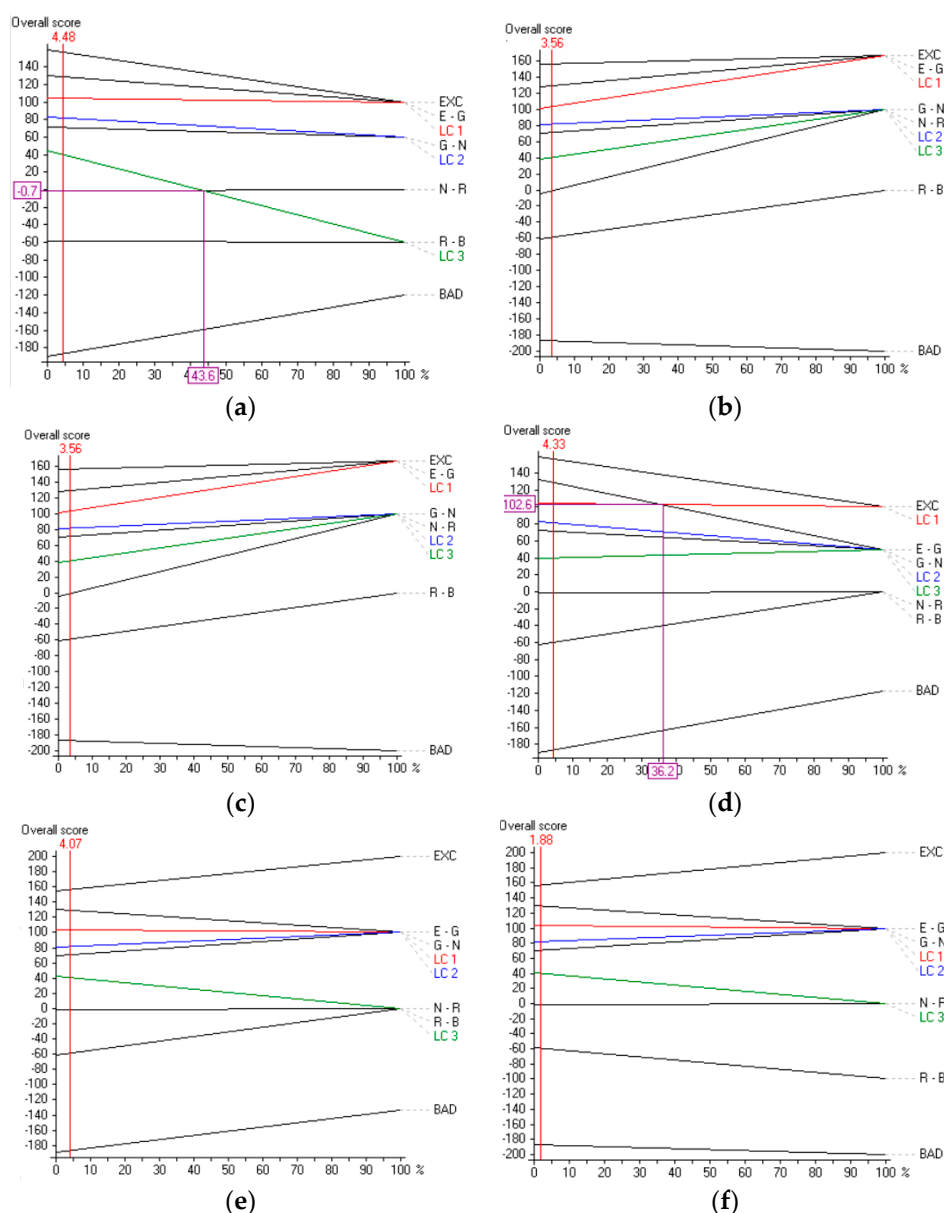 Overall score
4.48
140
120
100
80
60
40
20
0
-0.7
-20
-40
-60
-80
-100
-120
-140
-160
-180
0 10 20 30 50 60 70 80 90 100 %
43.6
EXC
E - G
LC 1
G - N
LC 2
N - R
R - B
LC 3
BAD
(a)
Overall score
3.56
160
140
120
100
80
60
40
20
0
-20
-40
-60
-80
-100
-120
-140
-160
-180
-200
0 10 20 30 40 50 60 70 80 90 100 %
EXC
E - G
LC 1
G - N
N - R
LC 2
LC 3
R - B
BAD
(b)
Overall score
3.56
160
140
120
100
80
60
40
20
0
-20
-40
-60
-80
-100
-120
-140
-160
-180
-200
0 10 20 30 40 50 60 70 80 90 100 %
EXC
E - G
LC 1
G - N
N - R
LC 2
LC 3
R - B
BAD
(c)
Overall score
4.33
140
120
102.6
80
60
40
20
0
-20
-40
-60
-80
-100
-120
-140
-160
-180
0 10 20 50 60 70 80 90 100 %
36.2
EXC
LC 1
E - G
G - N
LC 2
LC 3
N - R
R - B
BAD
(d)
Overall score
4.07
200
180
160
140
120
100
80
60
40
20
0
-20
-40
-60
-80
-100
-120
-140
-160
-180
0 10 20 30 40 50 60 70 80 90 100 %
EXC
E - G
G - N
LC 1
LC 2
N - R
R - B
LC 3
BAD
(e)
Overall score
1.88
200
180
160
140
120
100
80
60
40
20
0
-20
-40
-60
-80
-100
-120
-140
-160
-180
-200
0 10 20 30 40 50 60 70 80 90 100 %
EXC
E - G
G - N
LC 1
LC 2
LC 3
R - B
BAD
(f)